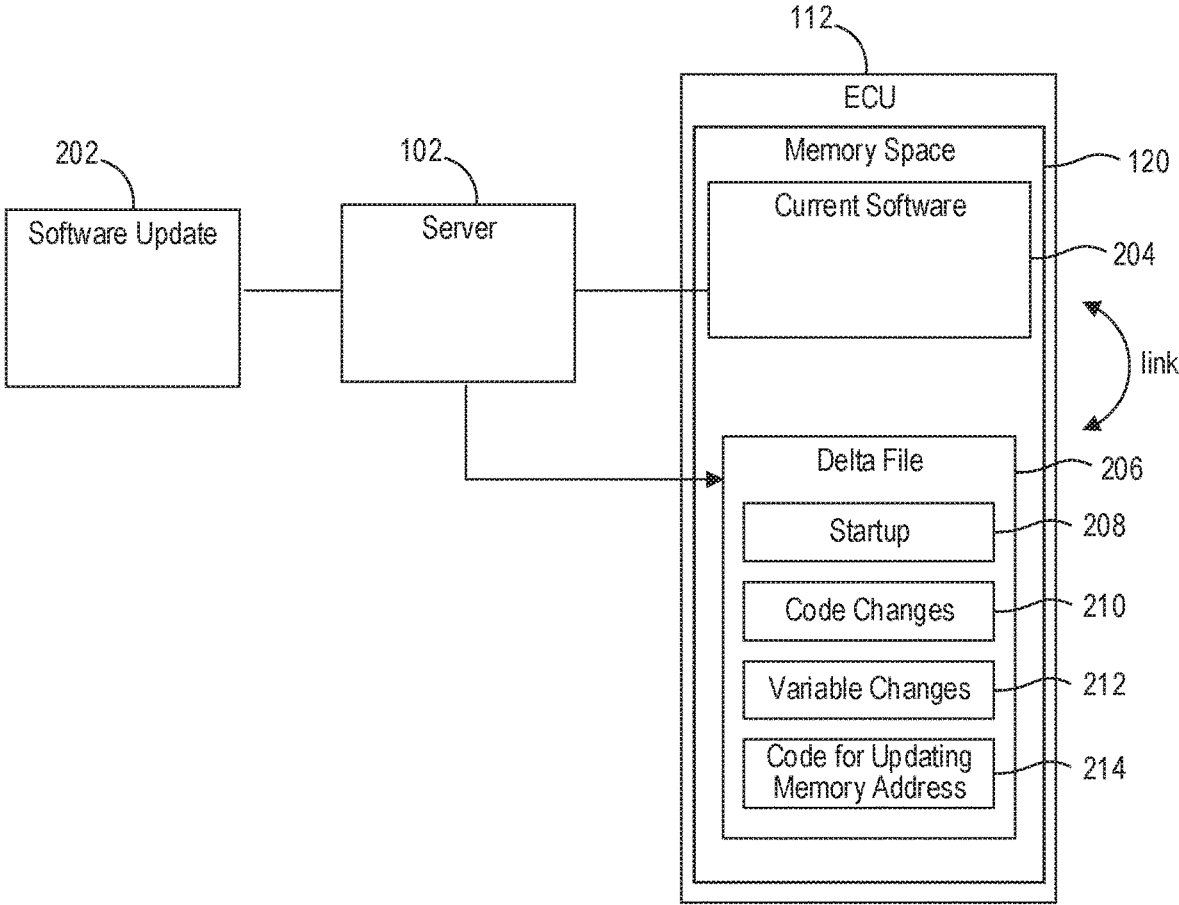 112
ECU
202
102
Memory Space
120
Software Update
Server
Current Software
204
link
Delta File
206
Startup
208
Code Changes
210
Variable Changes
212
Code for Updating
Memory Address
214